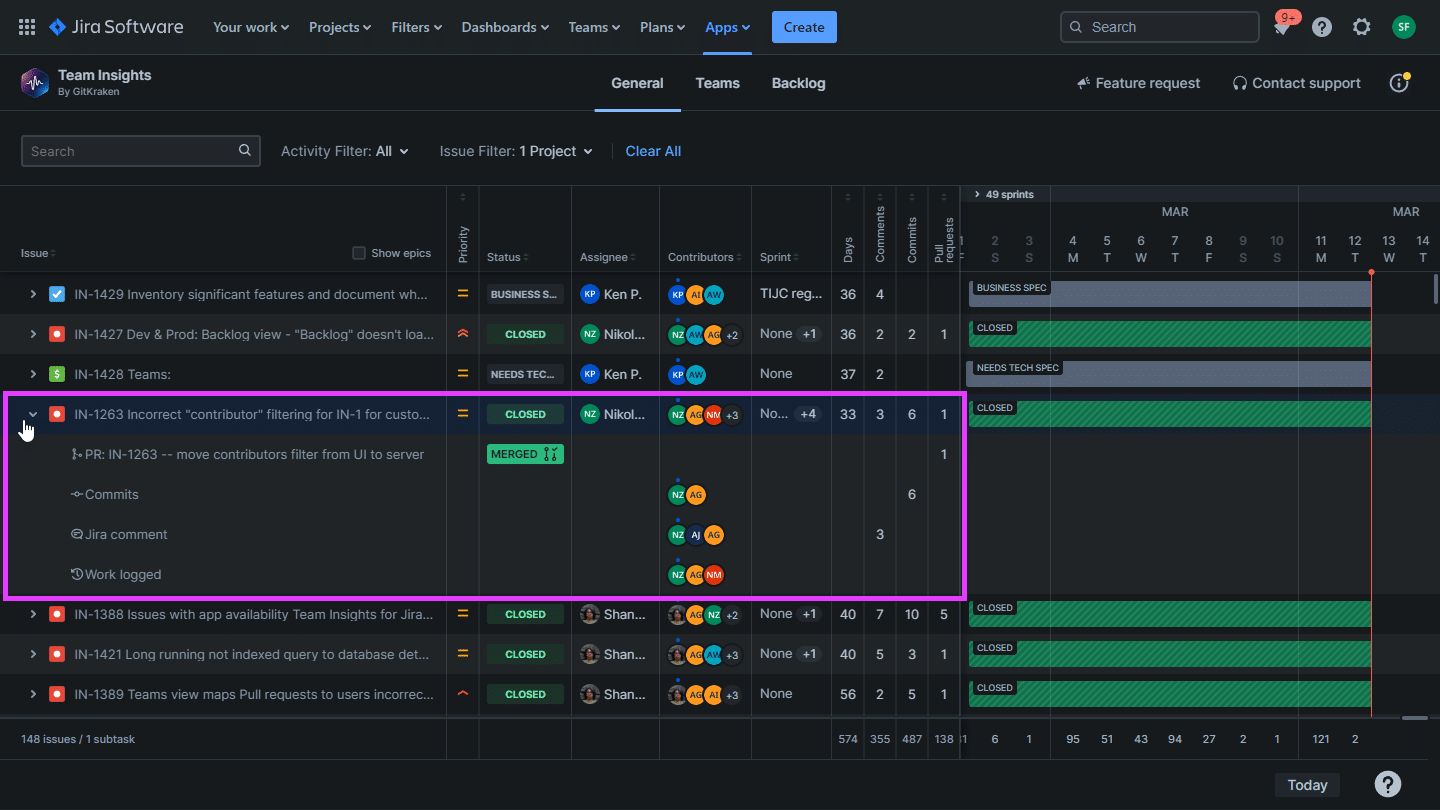 Jira Software Your work Projects Filters Dashboards Teams Plans Apps Create Search 9+ SF
Team Insights
By GitKraken
General Teams Backlog Feature request Contact support
Search Activity Filter: All Issue Filter: 1 Project Clear All
49 sprints
MAR MAR
Issue Show epics Priority Status Assignee Contributors Sprint Days Comments Commits Pull requests
2 3 4 5 6 7 8 9 10 11 12 13 14
F S S M T W T F S S M T W T
IN-1429 Inventory significant features and document wh... BUSINESS S... KP Ken P. KP AI AW TIJC reg... 36 4 BUSINESS SPEC
IN-1427 Dev & Prod: Backlog view - "Backlog" doesn't loa... CLOSED NZ Nikol... NZ AW AG +2 None +1 36 2 2 1 CLOSED
IN-1428 Teams: NEEDS TEC... KP Ken P. KP AW None 37 2 NEEDS TECH SPEC
IN-1263 Incorrect "contributor" filtering for IN-1 for custo... CLOSED NZ Nikol... NZ AG NM +3 No... +4 33 3 6 1 CLOSED
PR: IN-1263 -- move contributors filter from UI to server MERGED 1
Commits NZ AG 6
Jira comment NZ AJ AG 3
Work logged NZ AG NM
IN-1388 Issues with app availability Team Insights for Jira... CLOSED Shan... AG NZ +2 None +1 40 7 10 5 CLOSED
IN-1421 Long running not indexed query to database det... CLOSED Shan... AG AW +3 None +1 40 5 3 1 CLOSED
IN-1389 Teams view maps Pull requests to users incorrec... CLOSED Shan... AG AI +3 None 56 2 5 1 CLOSED
148 issues / 1 subtask 574 355 487 138 6 1 95 51 43 94 27 2 1 121 2
Today